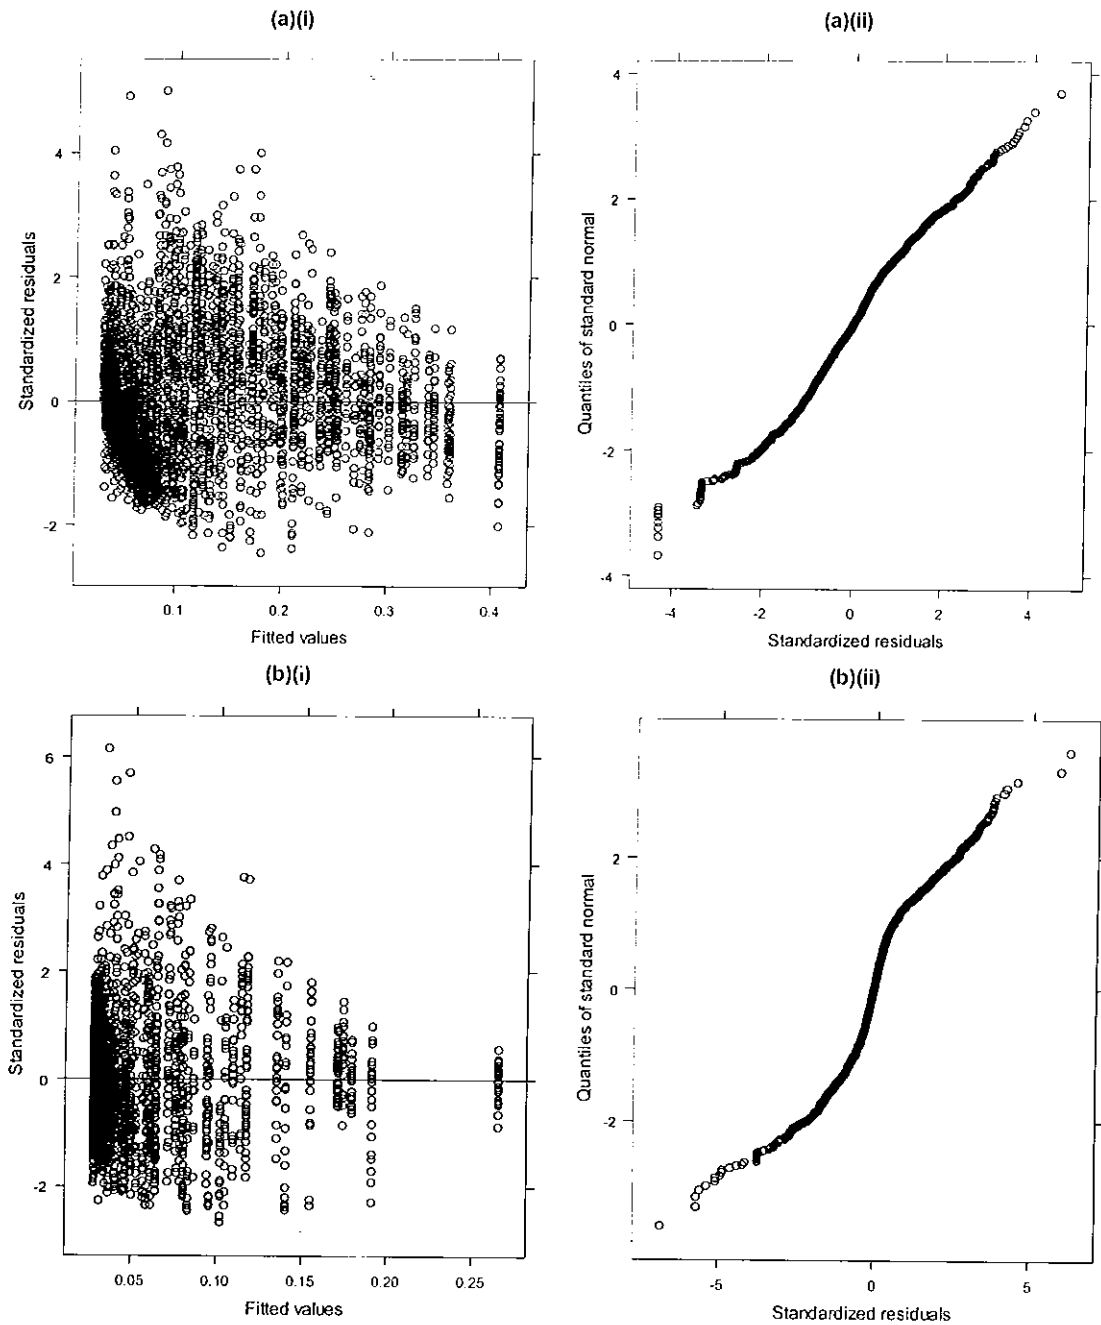 (a)(i)
(a)(ii)
Standardized residuals
4
2
0
-2
0.1
0.2
0.3
0.4
Fitted values
Quantiles of standard normal
4
2
0
-2
-4
-4
-2
0
2
4
Standardized residuals
(b)(i)
(b)(ii)
Standardized residuals
6
4
2
0
-2
0.05
0.10
0.15
0.20
0.25
Fitted values
Quantiles of standard normal
2
0
-2
-5
0
5
Standardized residuals